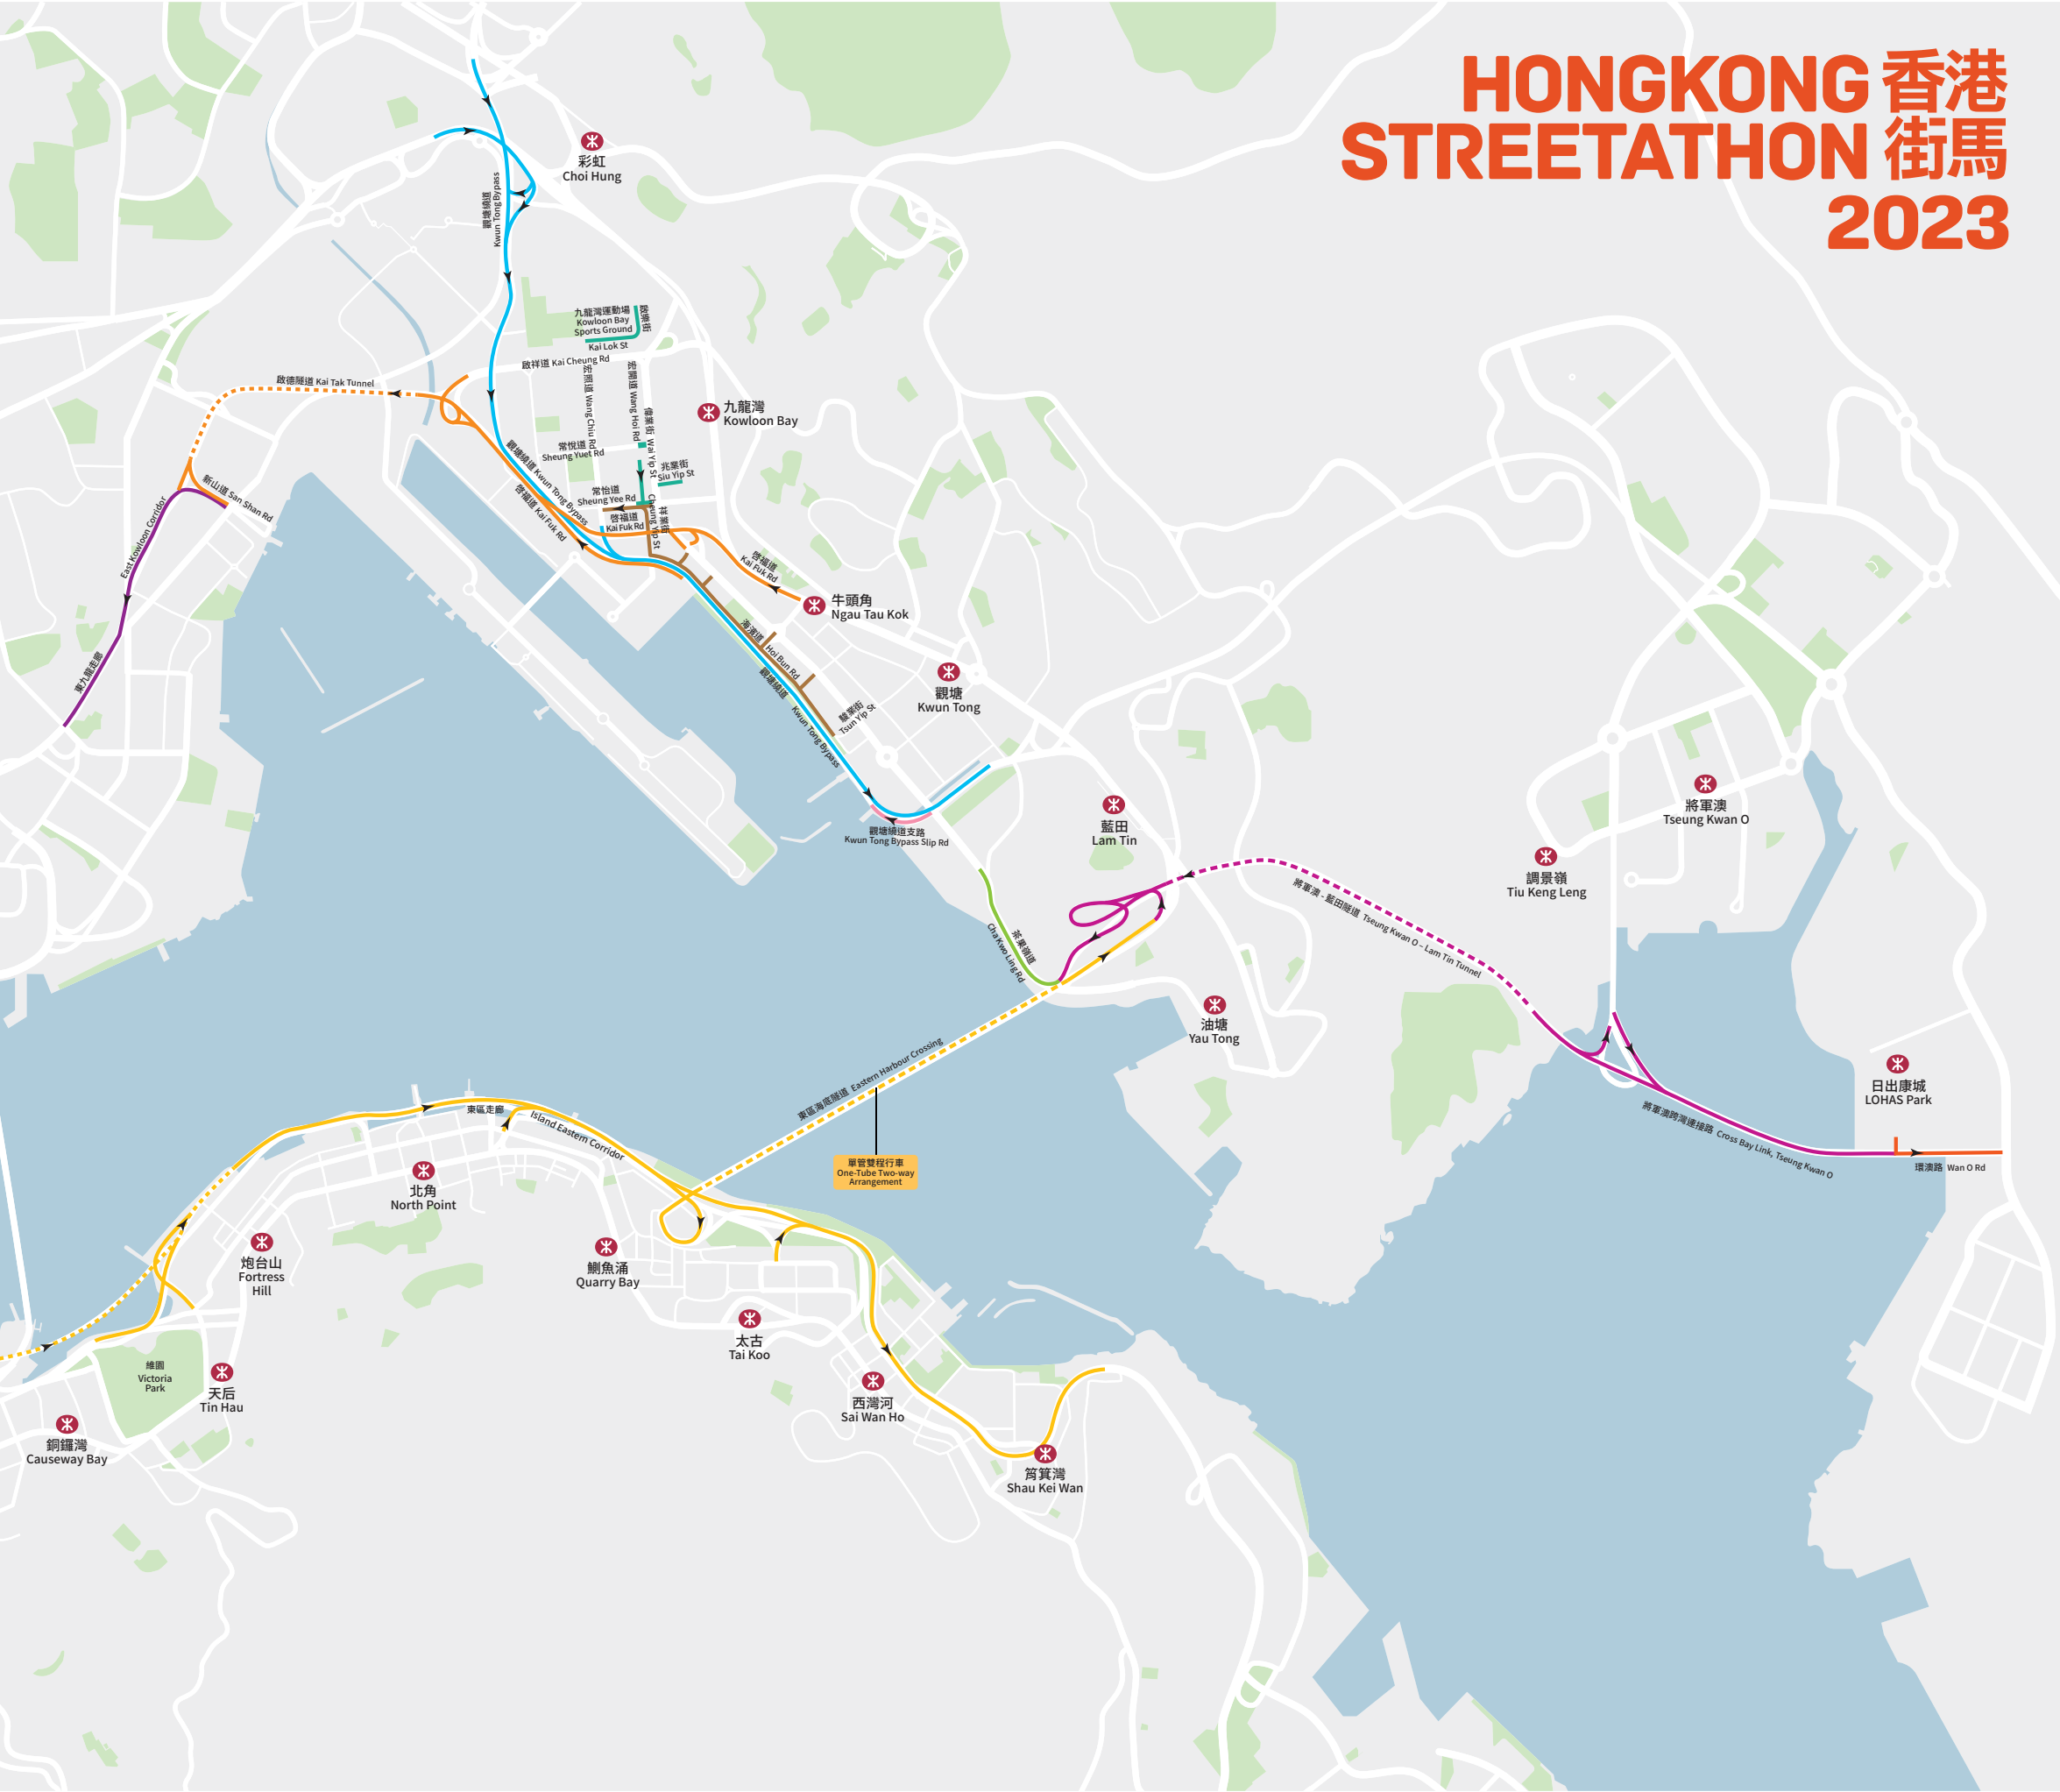 HONGKONG 香港
STREETATHON 街馬
2023
彩虹
Choi Hung
觀塘繞道
Kwun Tong Bypass
九龍灣運動場
Kowloon Bay
Sports Ground
啟樂街
Kai Lok St
啟祥道 Kai Cheung Rd
宏照道 Wang Chiu Rd
宏開道 Wang Hoi Rd
偉業街 Wai Yip St
啟德隧道 Kai Tak Tunnel
九龍灣
Kowloon Bay
常悅道
Sheung Yuet Rd
兆業街
Siu Yip St
常怡道
Sheung Yee Rd
祥業街
Cheung Yip St
啓福道
Kai Fuk Rd
觀塘繞道 Kwun Tong Bypass
啓福道 Kai Fuk Rd
新山道 San Shan Rd
East Kowloon Corridor
東九龍走廊
啓福道
Kai Fuk Rd
牛頭角
Ngau Tau Kok
海濱道 Hoi Bun Rd
觀塘繞道 Kwun Tong Bypass
駿業街
Tsun Yip St
觀塘
Kwun Tong
觀塘繞道支路
Kwun Tong Bypass Slip Rd
藍田
Lam Tin
將軍澳
Tseung Kwan O
調景嶺
Tiu Keng Leng
將軍澳 - 藍田隧道 Tseung Kwan O – Lam Tin Tunnel
茶果嶺道
Cha Kwo Ling Rd
油塘
Yau Tong
日出康城
LOHAS Park
將軍澳跨灣連接路 Cross Bay Link, Tseung Kwan O
環澳路 Wan O Rd
東區海底隧道 Eastern Harbour Crossing
單管雙程行車
One-Tube Two-way
Arrangement
東區走廊
Island Eastern Corridor
北角
North Point
炮台山
Fortress
Hill
鰂魚涌
Quarry Bay
太古
Tai Koo
維園
Victoria
Park
天后
Tin Hau
西灣河
Sai Wan Ho
銅鑼灣
Causeway Bay
筲箕灣
Shau Kei Wan